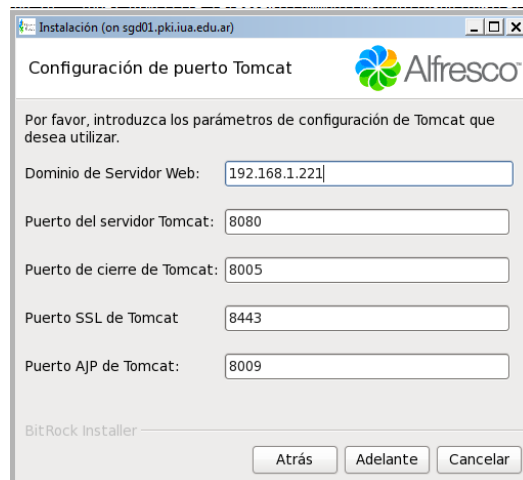 Instalación (on sgd01.pki.iua.edu.ar)
Configuración de puerto Tomcat
Alfresco
Por favor, introduzca los parámetros de configuración de Tomcat que
desea utilizar.
Dominio de Servidor Web: 192.168.1.221
Puerto del servidor Tomcat: 8080
Puerto de cierre de Tomcat: 8005
Puerto SSL de Tomcat 8443
Puerto AJP de Tomcat: 8009
BitRock Installer
Atrás Adelante Cancelar